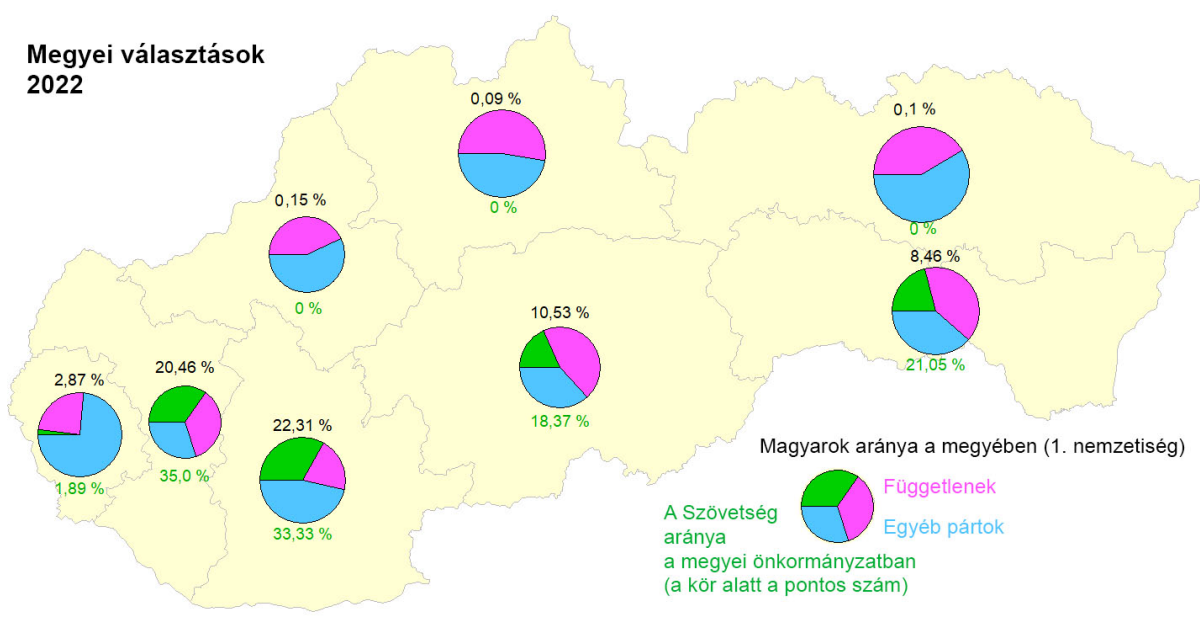 Megyei választások
2022
0,09 %
0 %
0,1 %
0 %
0,15 %
0 %
8,46 %
21,05 %
10,53 %
18,37 %
2,87 %
1,89 %
20,46 %
35,0 %
22,31 %
33,33 %
Magyarok aránya a megyében (1. nemzetiség)
Függetlenek
Egyéb pártok
A Szövetség
aránya
a megyei önkormányzatban
(a kör alatt a pontos szám)